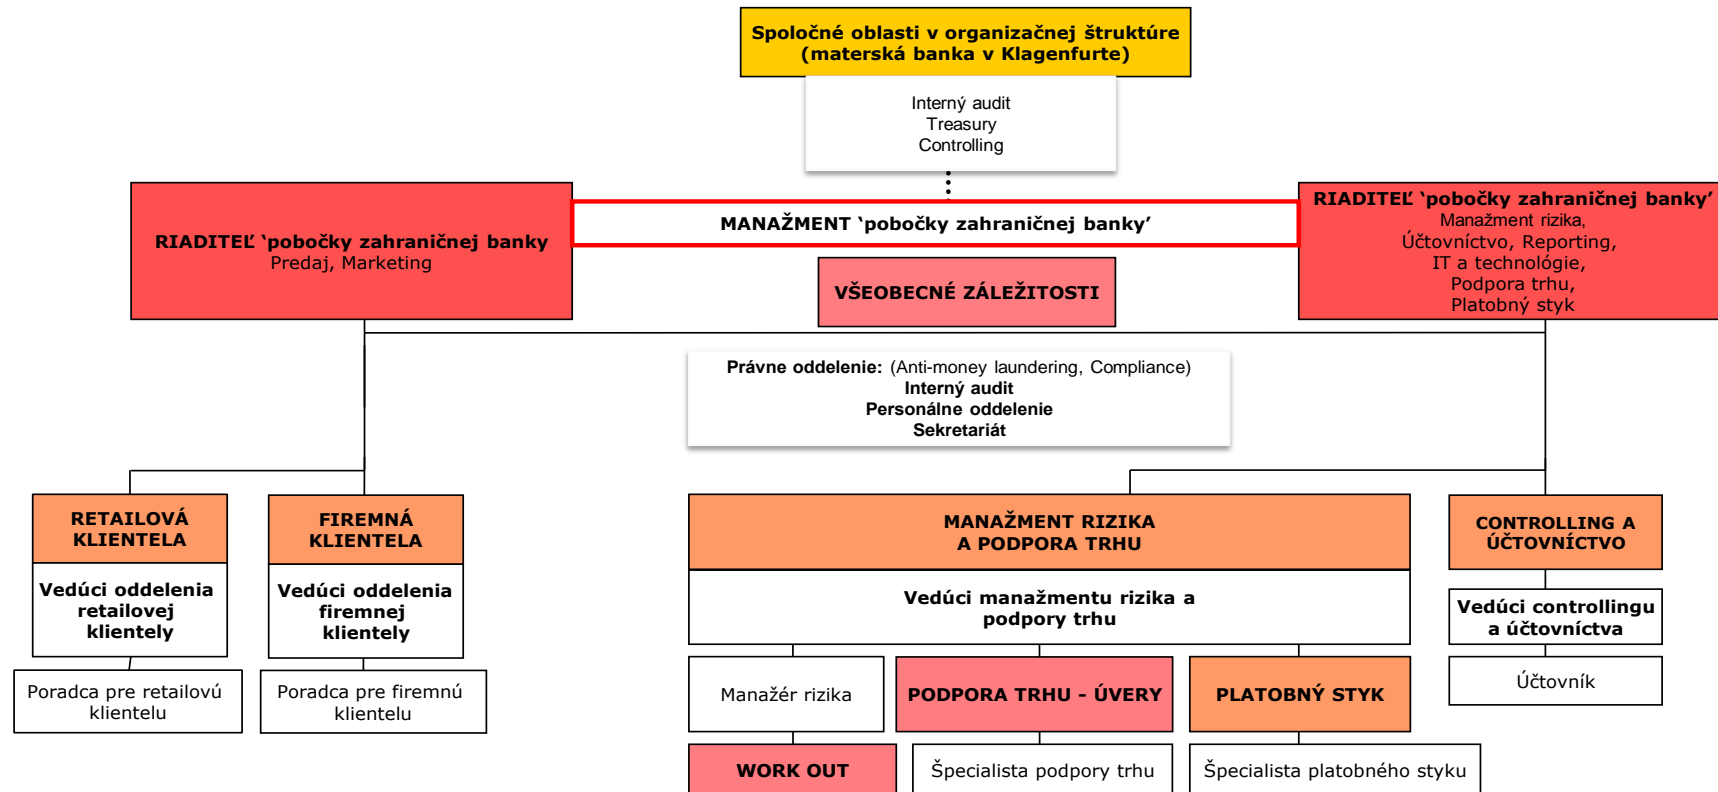 Spoločné oblasti v organizačnej štruktúre
(materská banka v Klagenfurte)
Interný audit
Treasury
Controlling
RIADITEĽ ‘pobočky zahraničnej banky
Predaj, Marketing
MANAŽMENT ‘pobočky zahraničnej banky’
RIADITEĽ ‘pobočky zahraničnej banky’
Manažment rizika,
Účtovníctvo, Reporting,
IT a technológie,
Podpora trhu,
Platobný styk
VŠEOBECNÉ ZÁLEŽITOSTI
Právne oddelenie: (Anti-money laundering, Compliance)
Interný audit
Personálne oddelenie
Sekretariát
RETAILOVÁ
KLIENTELA
Vedúci oddelenia
retailovej
klientely
Poradca pre retailovú
klientelu
FIREMNÁ
KLIENTELA
Vedúci oddelenia
firemnej
klientely
Poradca pre firemnú
klientelu
MANAŽMENT RIZIKA
A PODPORA TRHU
Vedúci manažmentu rizika a
podpory trhu
Manažér rizika
WORK OUT
PODPORA TRHU - ÚVERY
Špecialista podpory trhu
PLATOBNÝ STYK
Špecialista platobného styku
CONTROLLING A
ÚČTOVNÍCTVO
Vedúci controllingu
a účtovníctva
Účtovník